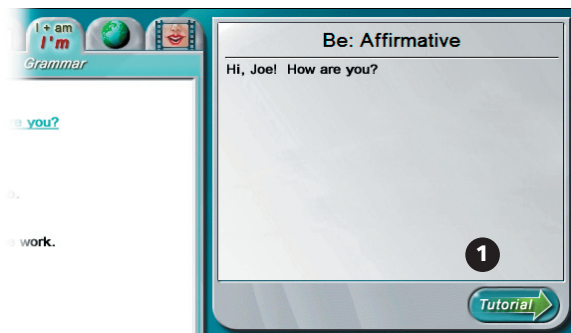 I + am
I'm
Grammar
you?
work.
Be: Affirmative
Hi, Joe! How are you?
1
Tutorial